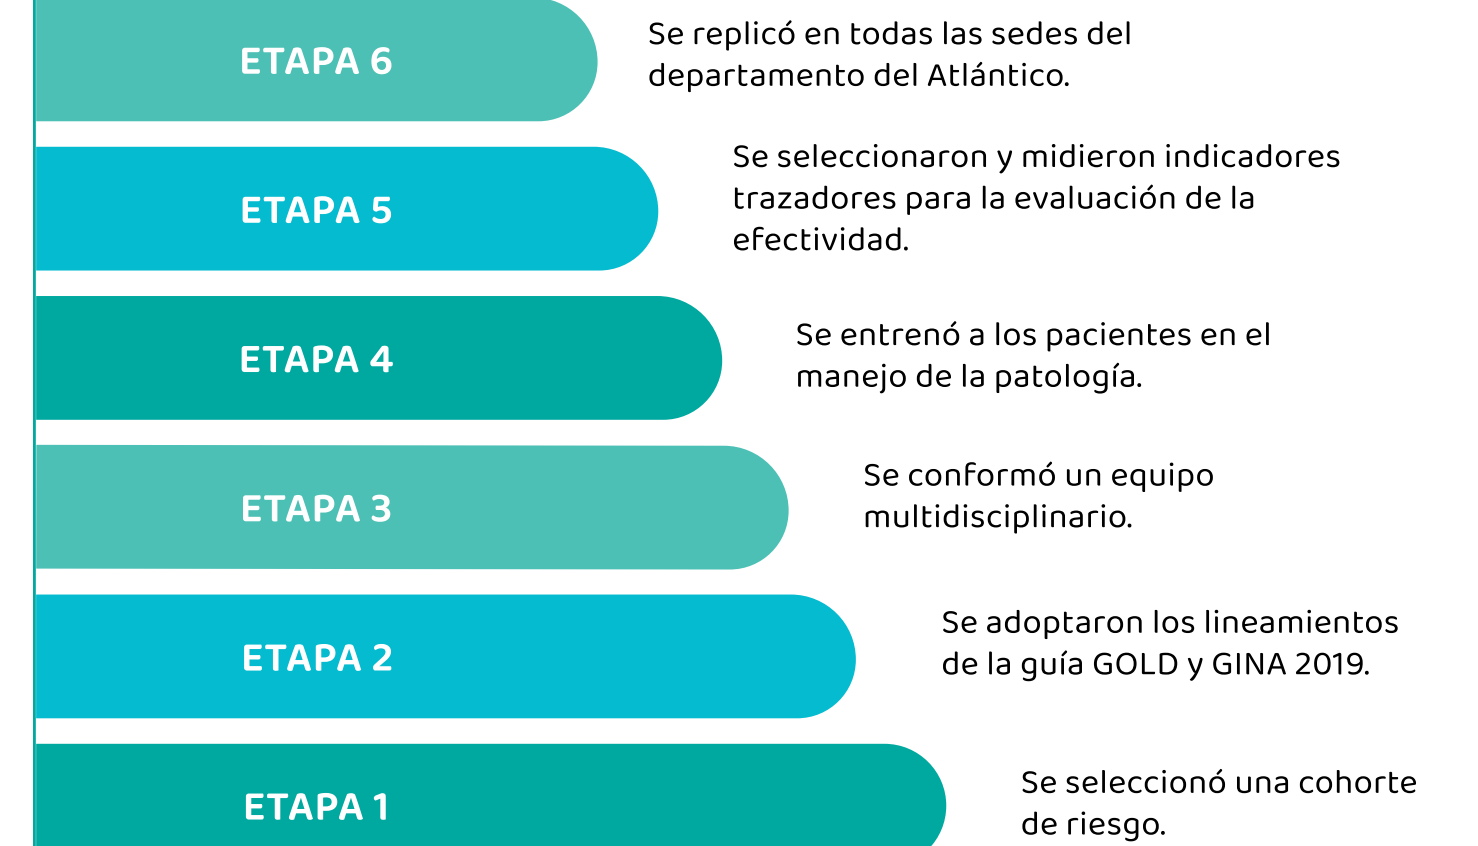 ETAPA 6
Se replicó en todas las sedes del
departamento del Atlántico.
ETAPA 5
Se seleccionaron y midieron indicadores
trazadores para la evaluación de la
efectividad.
ETAPA 4
Se entrenó a los pacientes en el
manejo de la patología.
ETAPA 3
Se conformó un equipo
multidisciplinario.
ETAPA 2
Se adoptaron los lineamientos
de la guía GOLD y GINA 2019.
ETAPA 1
Se seleccionó una cohorte
de riesgo.